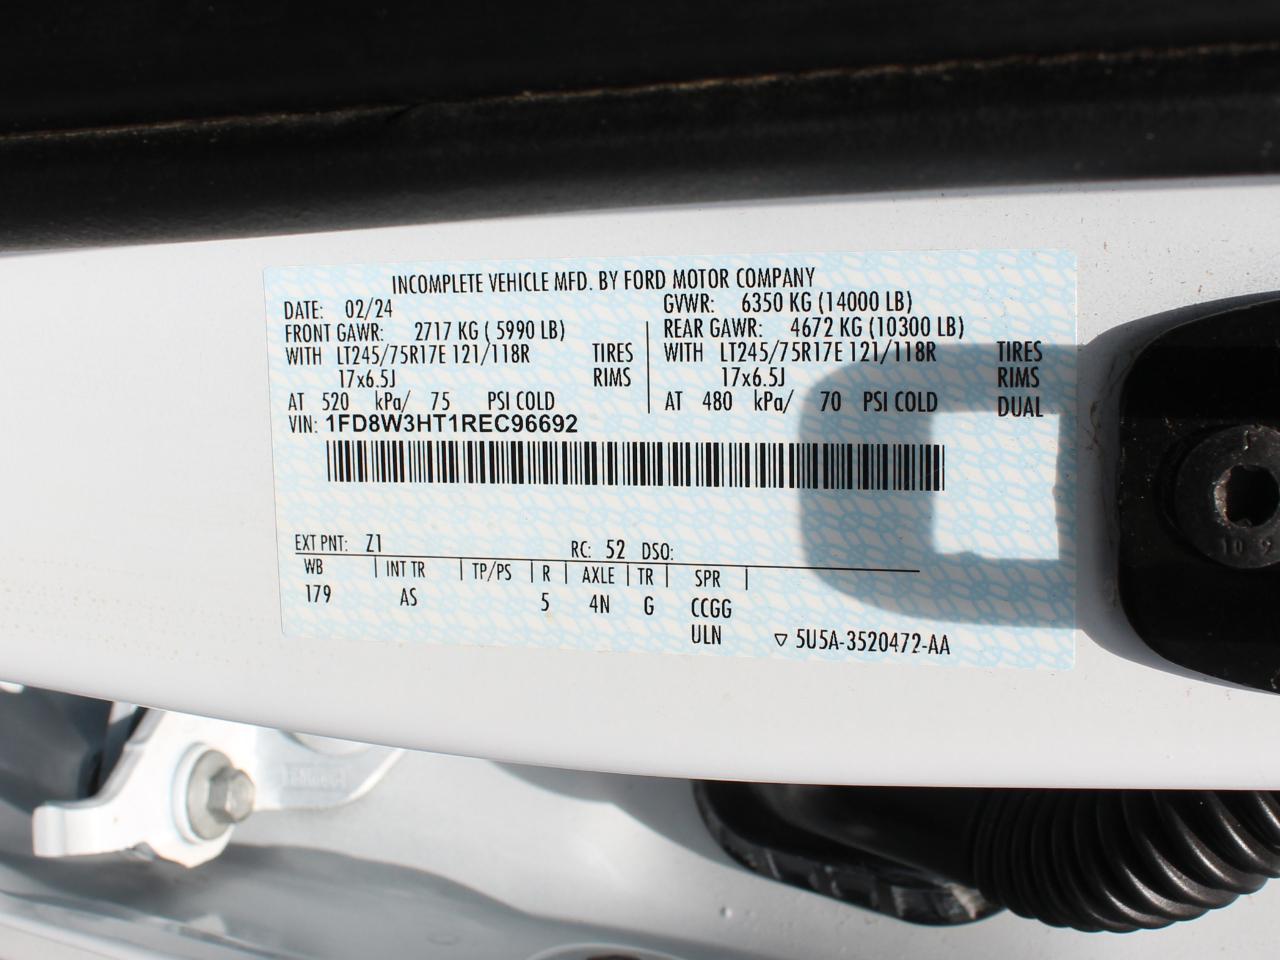 INCOMPLETE VEHICLE MFD. BY FORD MOTOR COMPANY
DATE: 02/24 GVWR: 6350 KG (14000 LB)
FRONT GAWR: 2717 KG ( 5990 LB) REAR GAWR: 4672 KG (10300 LB)
WITH LT245/75R17E 121/118R TIRES WITH LT245/75R17E 121/118R TIRES
17x6.5J RIMS 17x6.5J RIMS
AT 520 kPa/ 75 PSI COLD AT 480 kPa/ 70 PSI COLD DUAL
VIN: 1FD8W3HT1REC96692
EXT PNT: Z1 RC: 52 DSO:
WB INT TR TP/PS R AXLE TR SPR
179 AS 5 4N G CCGG
ULN 5U5A-3520472-AA
10 9